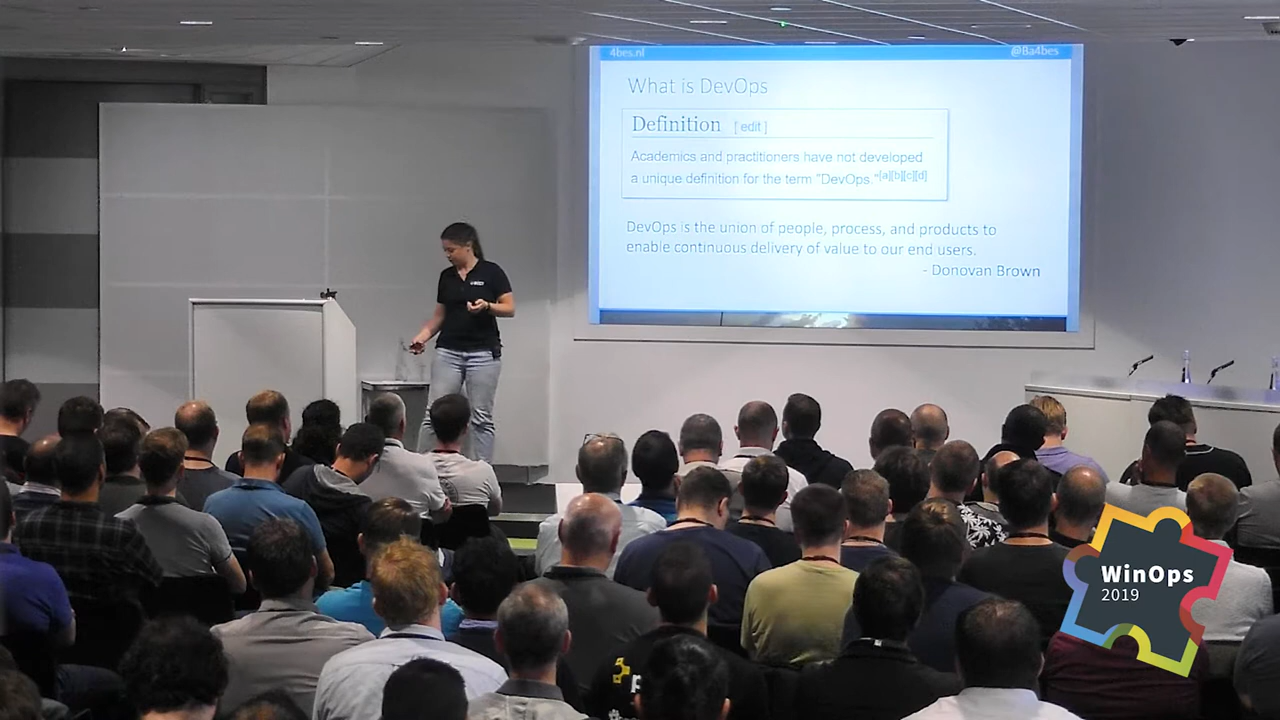 4bes.nl @Ba4bes
What is DevOps
Definition [ edit ]
Academics and practitioners have not developed
a unique definition for the term "DevOps."[a][b][c][d]
DevOps is the union of people, process, and products to
enable continuous delivery of value to our end users.
- Donovan Brown
WinOps
2019